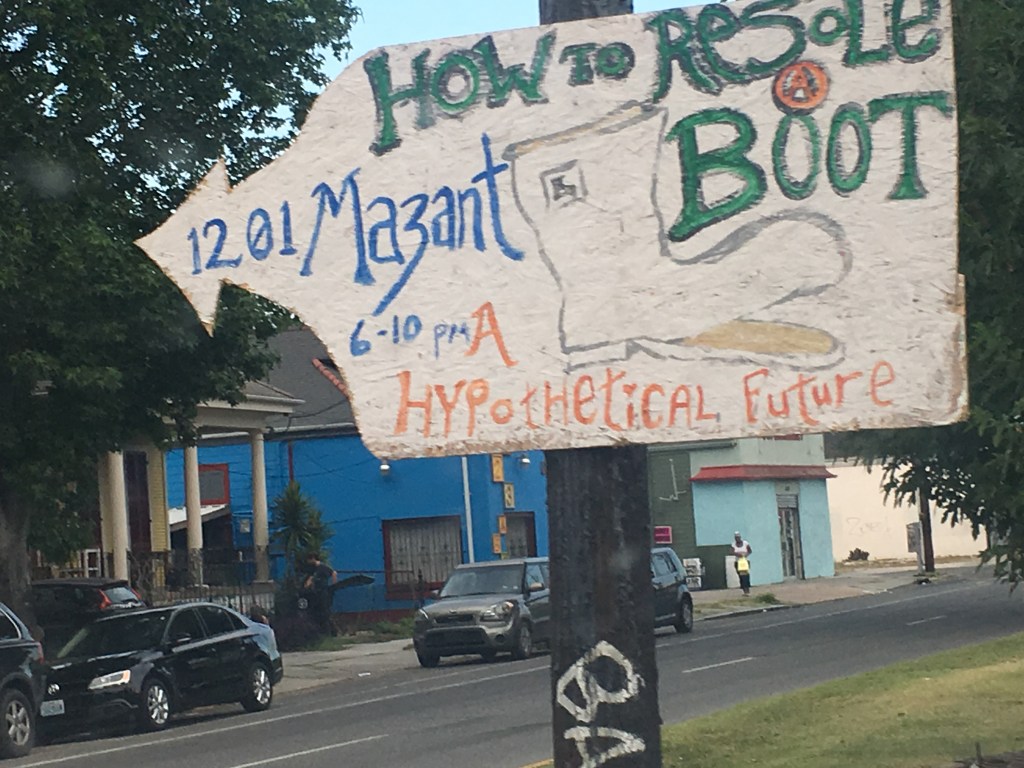 HOW TO ReSoLe
A
BOOT
1201 Mazant
6-10 PM
A
HYPotHetiCAL Future